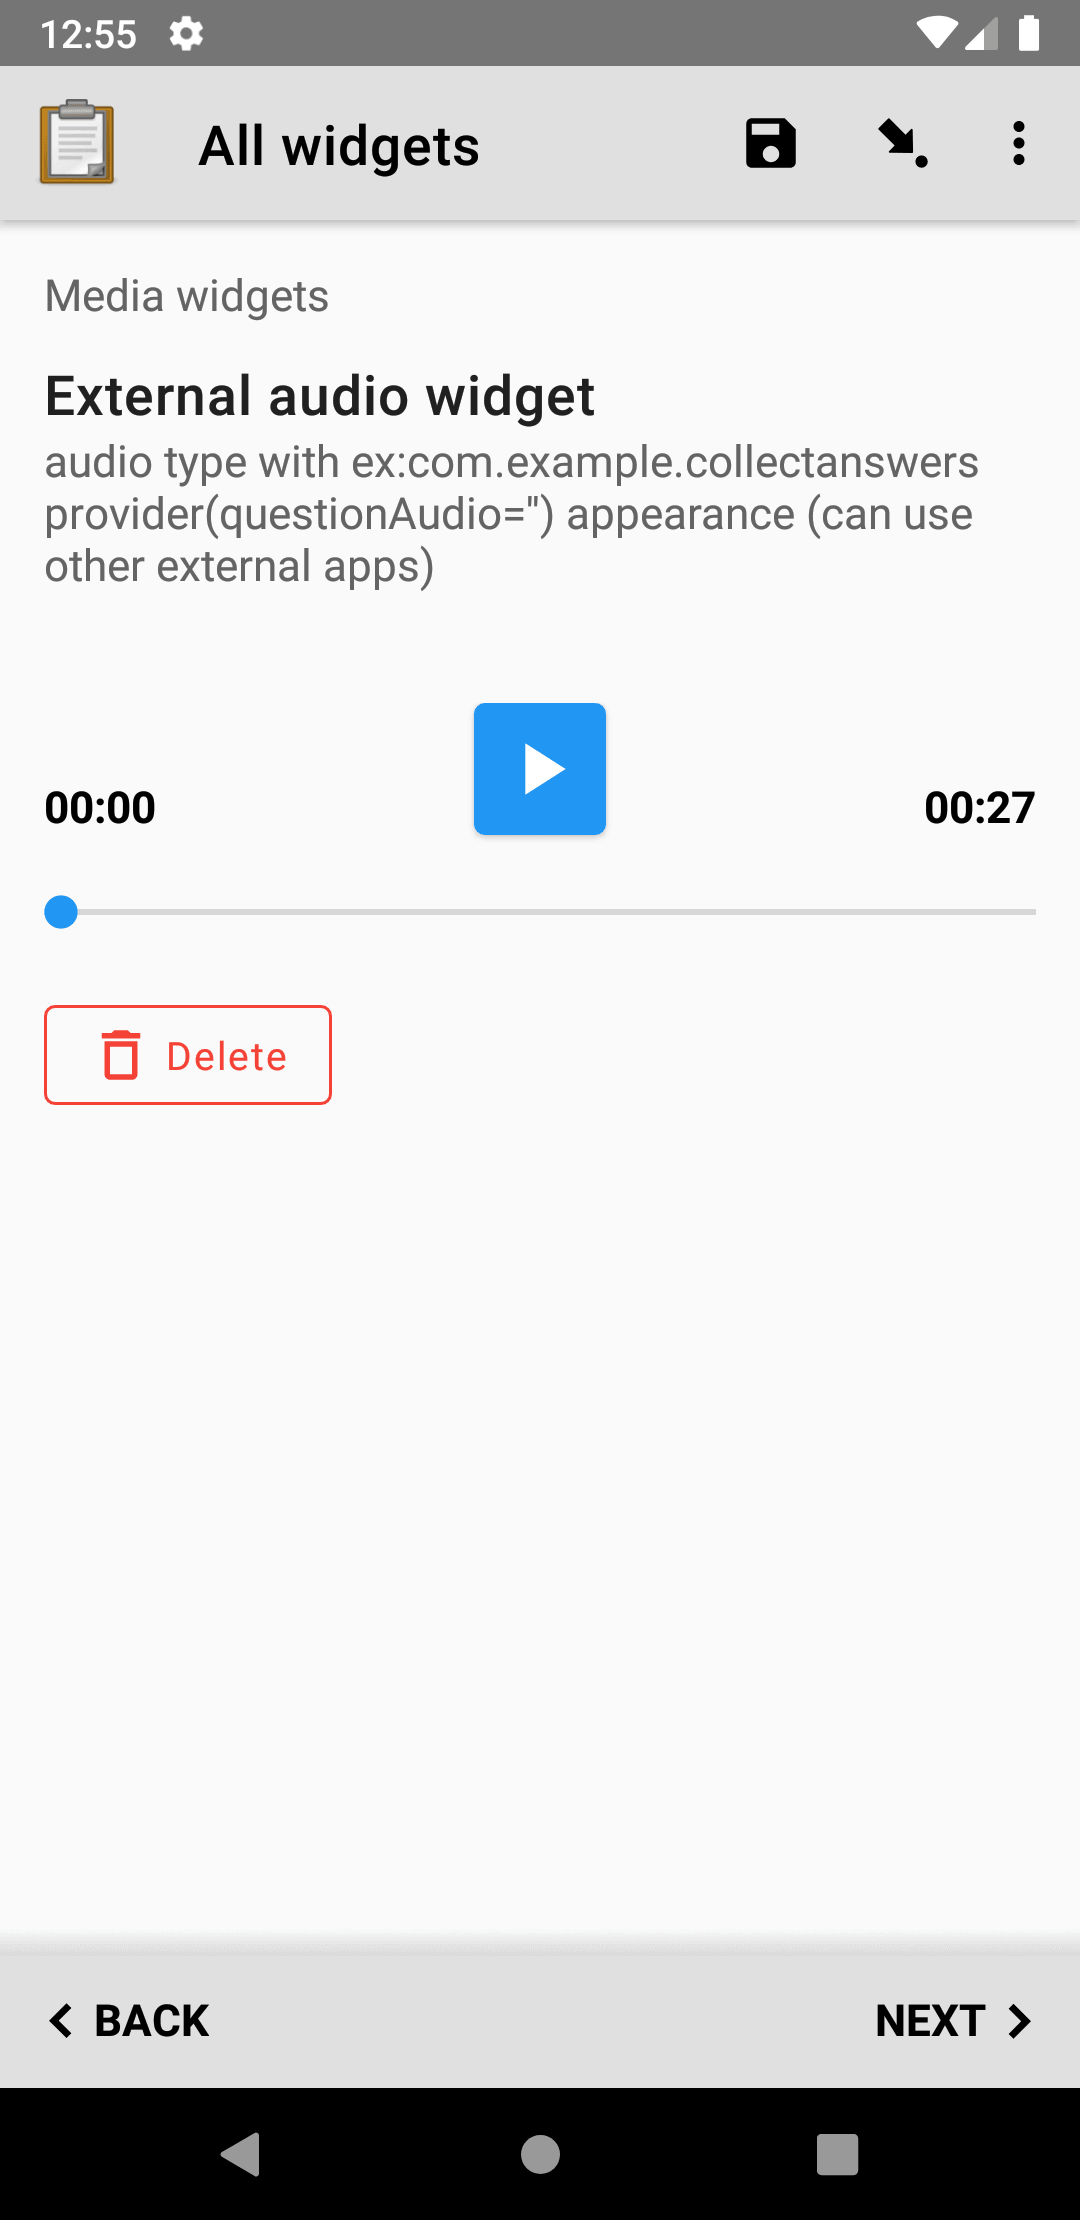 12:55
All widgets
Media widgets
External audio widget
audio type with ex:com.example.collectanswers
provider(questionAudio='') appearance (can use
other external apps)
00:00
00:27
Delete
BACK
NEXT